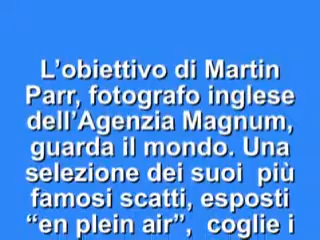 L’obiettivo di Martin
Parr, fotografo inglese
dell’Agenzia Magnum,
guarda il mondo. Una
selezione dei suoi  più
famosi scatti, esposti
“en plein air”,  coglie i